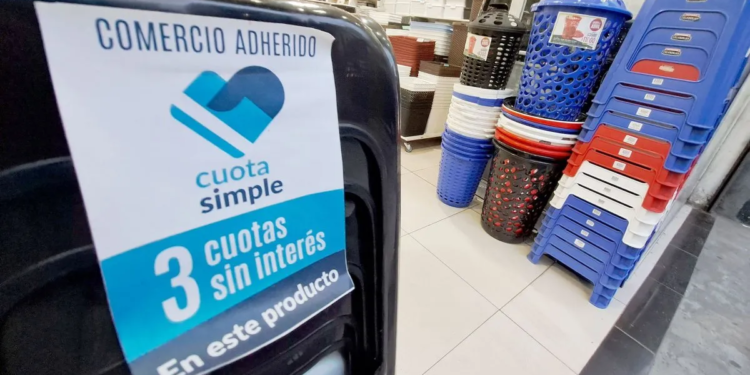 COMERCIO ADHERIDO
cuota
simple
3 cuotas
sin interés
En este producto